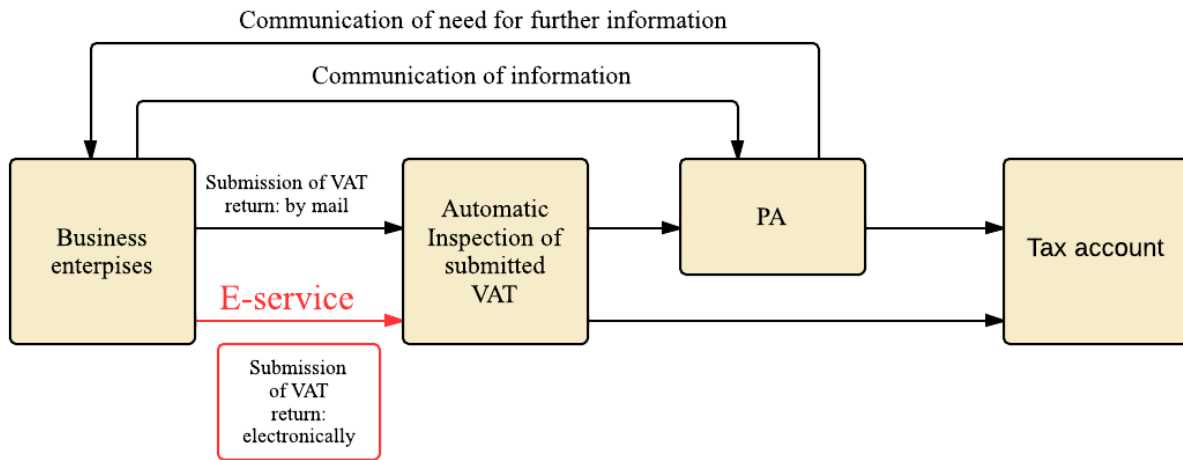 Communication of need for further information
Communication of information
Submission of VAT
return: by mail
Business
enterpises
E-service
Submission
of VAT
return:
electronically
Automatic
Inspection of
submitted
VAT
PA
Tax account